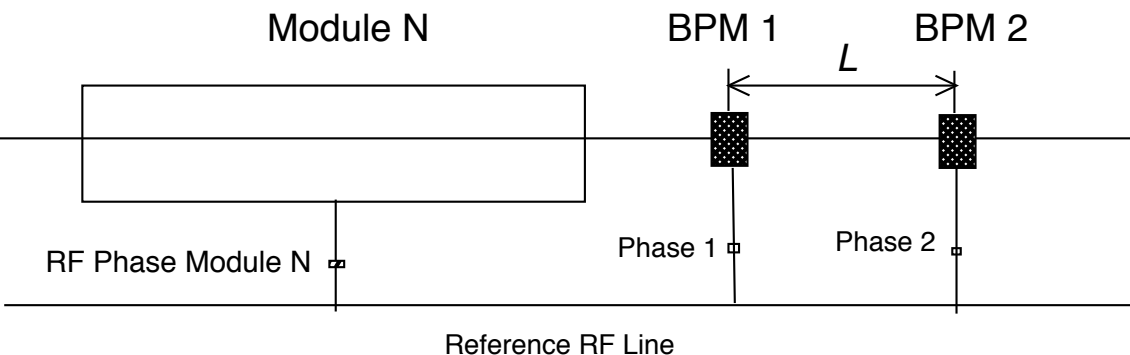 Module N
BPM 1
BPM 2
L
RF Phase Module N
Phase 1
Phase 2
Reference RF Line